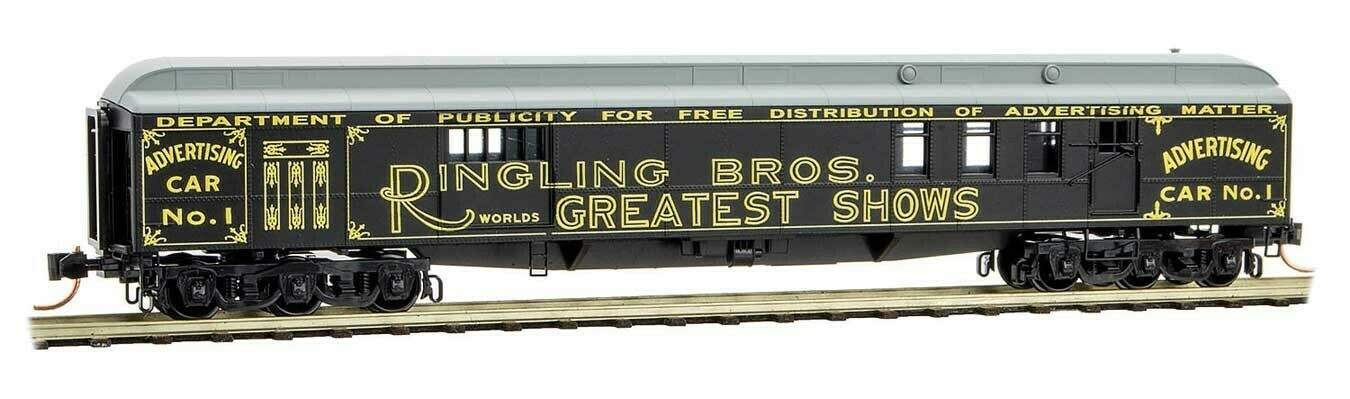 DEPARTMENT OF PUBLICITY FOR FREE DISTRIBUTION OF ADVERTISING MATTER.
ADVERTISING
CAR
No. 1
RINGLING BROS.
WORLDS GREATEST SHOWS
ADVERTISING
CAR No. 1